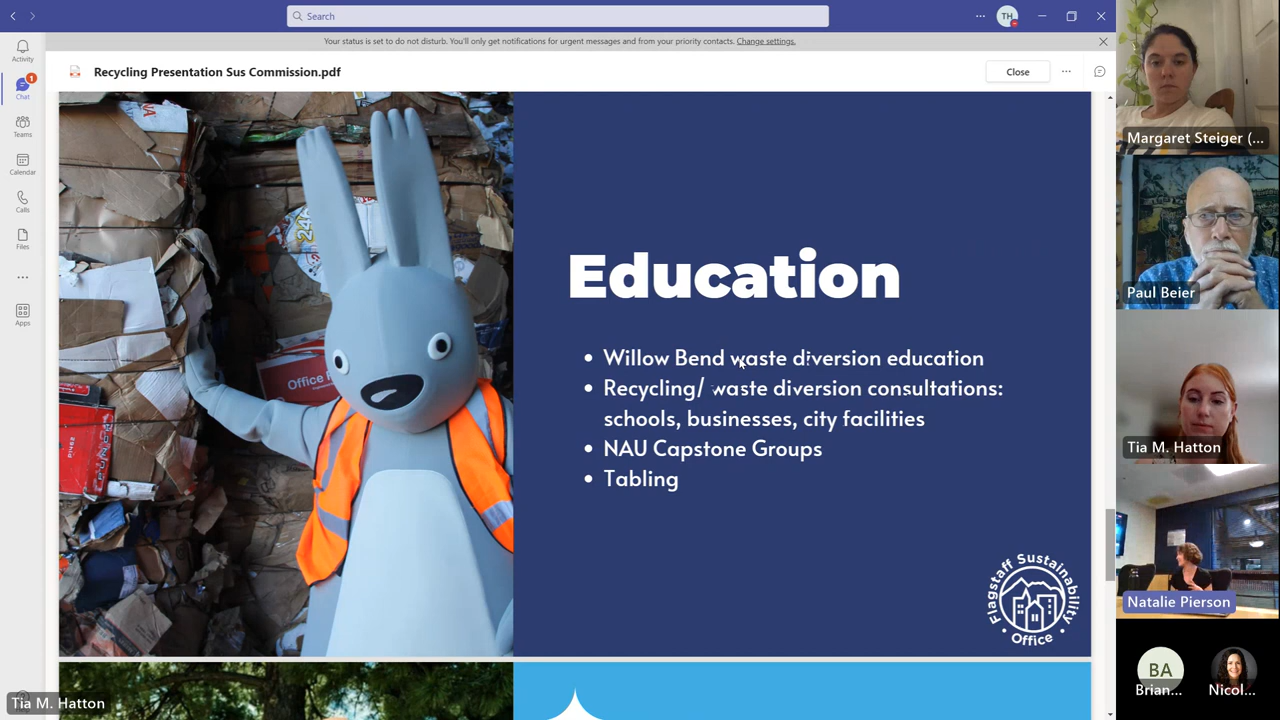 Search
TH
Your status is set to do not disturb. You'll only get notifications for urgent messages and from your priority contacts. Change settings.
Activity
1
Chat
Teams
Calendar
Calls
Files
Apps
Recycling Presentation Sus Commission.pdf
Close
Office
Education
• Willow Bend waste diversion education
• Recycling/ waste diversion consultations:
schools, businesses, city facilities
• NAU Capstone Groups
• Tabling
Flagstaff Sustainability
• Office •
Margaret Steiger (...
Paul Beier
Tia M. Hatton
Natalie Pierson
BA
Brian...
Nicol...
Tia M. Hatton